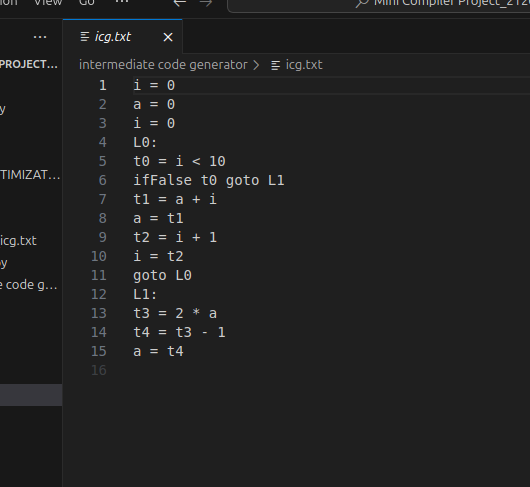 Go ···
Mini Compiler Project_212
··· icg.txt ×
PROJECT... intermediate code generator > icg.txt
1 i = 0
2 a = 0
3 i = 0
4 L0:
5 t0 = i < 10
6 ifFalse t0 goto L1
7 t1 = a + i
8 a = t1
9 t2 = i + 1
10 i = t2
11 goto L0
12 L1:
13 t3 = 2 * a
14 t4 = t3 - 1
15 a = t4
16
TIMIZAT...
icg.txt
e code g...